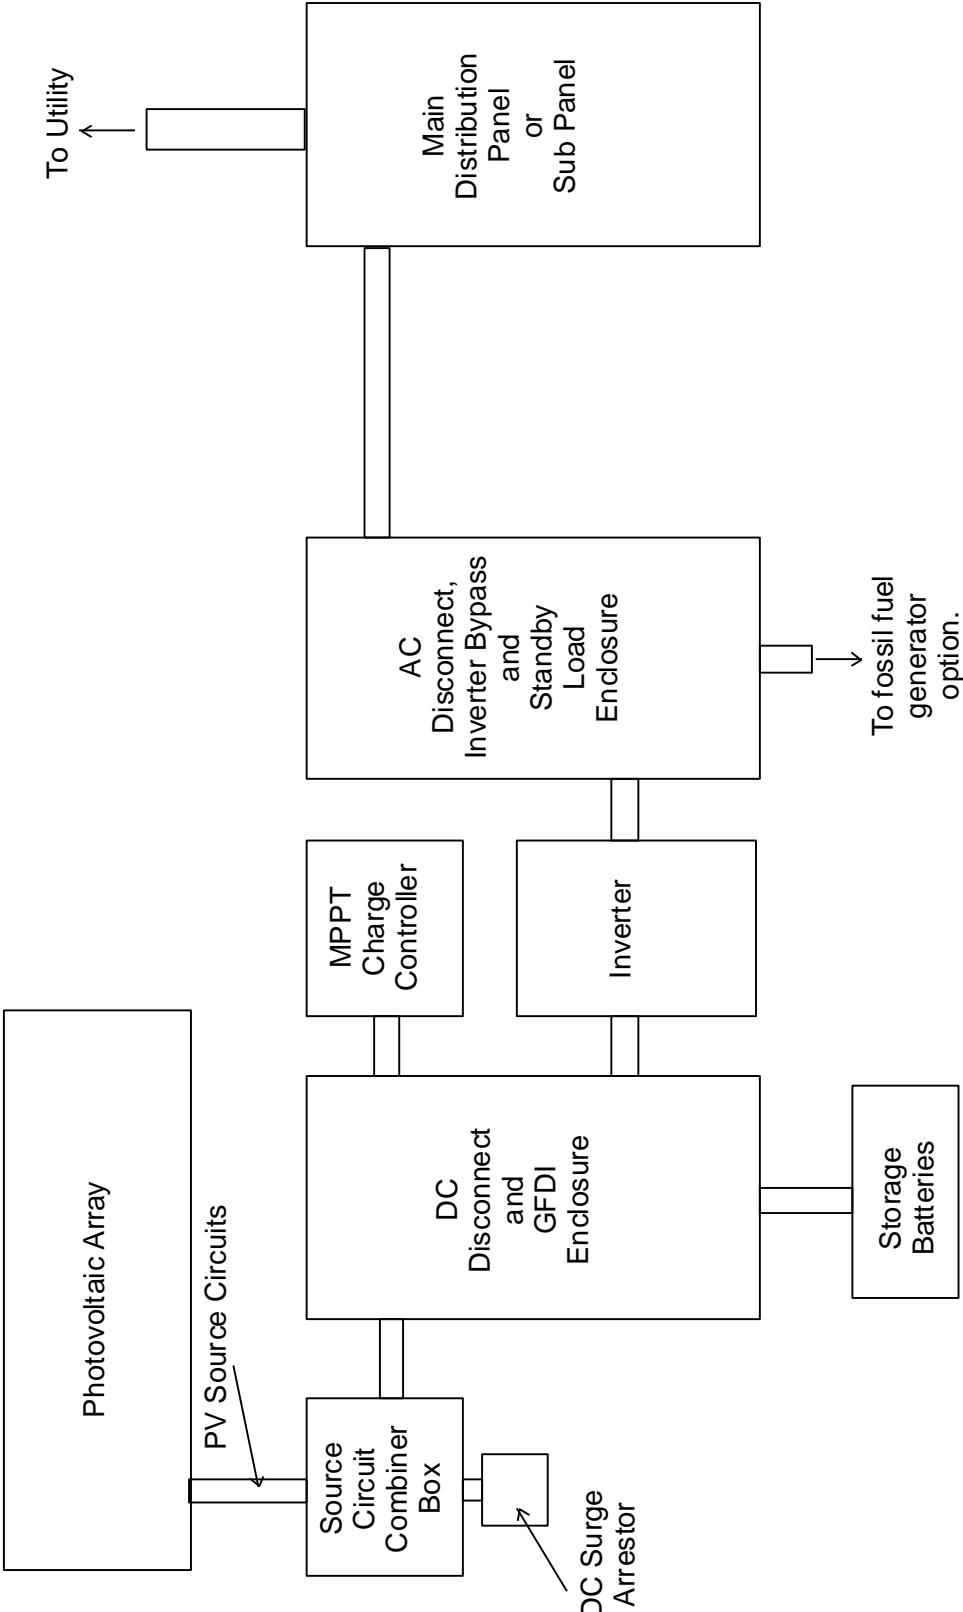 Photovoltaic Array
PV Source Circuits
Source
Circuit
Combiner
Box
DC Surge
Arrestor
DC
Disconnect
and
GFDI
Enclosure
Storage
Batteries
MPPT
Charge
Controller
Inverter
AC
Disconnect,
Inverter Bypass
and
Standby
Load
Enclosure
To fossil fuel
generator
option.
To Utility
Main
Distribution
Panel
or
Sub Panel